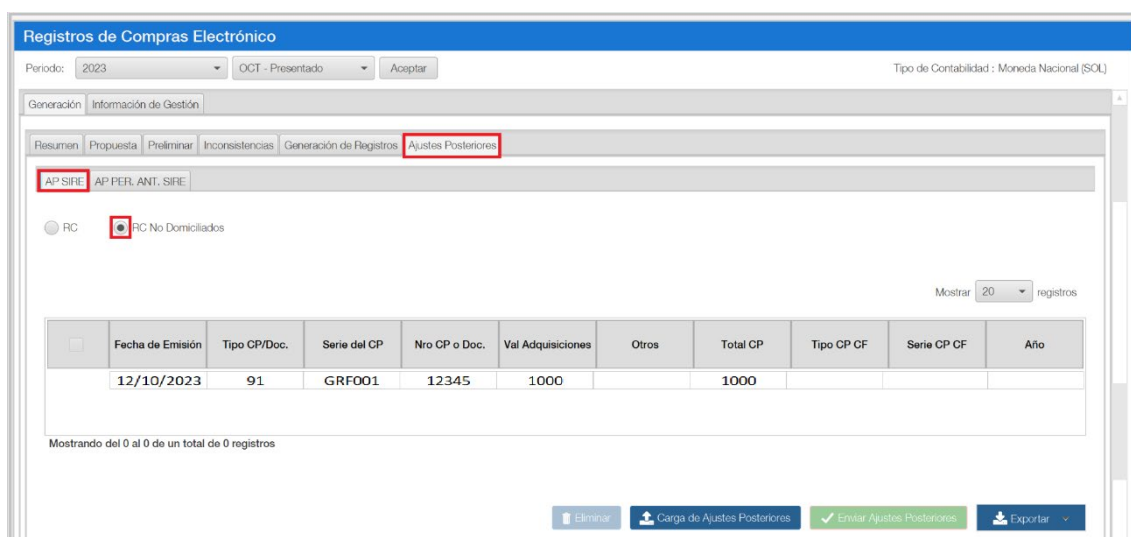 Registros de Compras Electrónico
Periodo: 2023 OCT - Presentado Aceptar Tipo de Contabilidad : Moneda Nacional (SOL)
Generación Información de Gestión
Resumen Propuesta Preliminar Inconsistencias Generación de Registros Ajustes Posteriores
AP SIRE AP PER. ANT. SIRE
RC RC No Domiciliados
Mostrar 20 registros
Fecha de Emisión Tipo CP/Doc. Serie del CP Nro CP o Doc. Val Adquisiciones Otros Total CP Tipo CP CF Serie CP CF Año
12/10/2023 91 GRF001 12345 1000 1000
Mostrando del 0 al 0 de un total de 0 registros
Eliminar Carga de Ajustes Posteriores Enviar Ajustes Posteriores Exportar